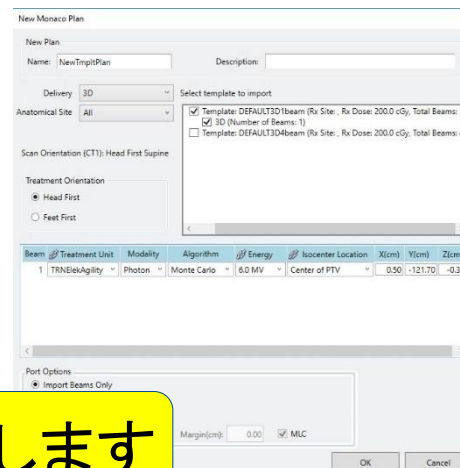 New Monaco Plan
New Plan
Name: NewTmpltPlan Description:
Delivery 3D Select template to import
Anatomical Site All
Template: DEFAULT3D1beam (Rx Site: , Rx Dose: 200.0 cGy, Total Beams:
3D (Number of Beams: 1)
Template: DEFAULT3D4beam (Rx Site: , Rx Dose: 200.0 cGy, Total Beams:
Scan Orientation (CT1): Head First Supine
Treatment Orientation
Head First
Feet First
Beam Treatment Unit Modality Algorithm Energy Isocenter Location X(cm) Y(cm) Z(cm
1 TRNElekAgility Photon Monte Carlo 6.0 MV Center of PTV 0.50 -121.70 -0.3
Port Options
Import Beams Only
します
Margin(cm): 0.00 MLC
OK Cancel